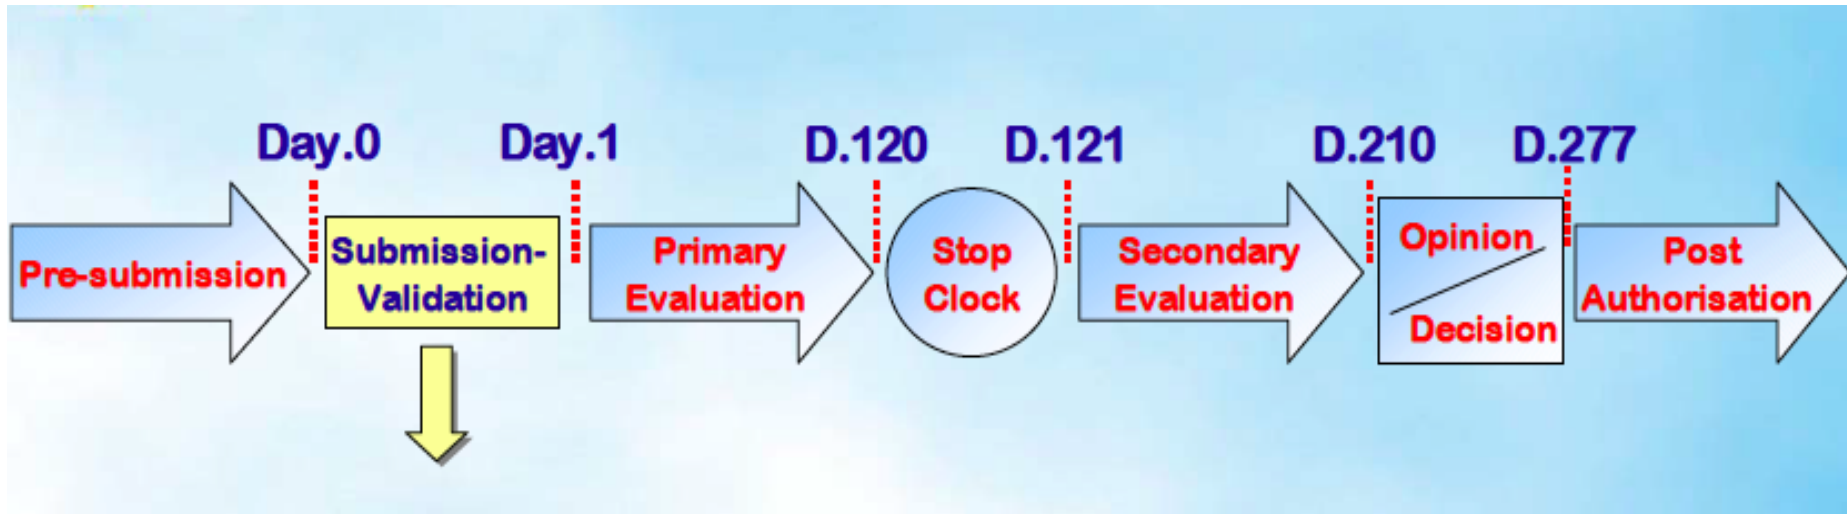 Day.0 Day.1 D.120 D.121 D.210 D.277
Pre-submission
Submission-
Validation
Primary
Evaluation
Stop
Clock
Secondary
Evaluation
Opinion
Decision
Post
Authorisation